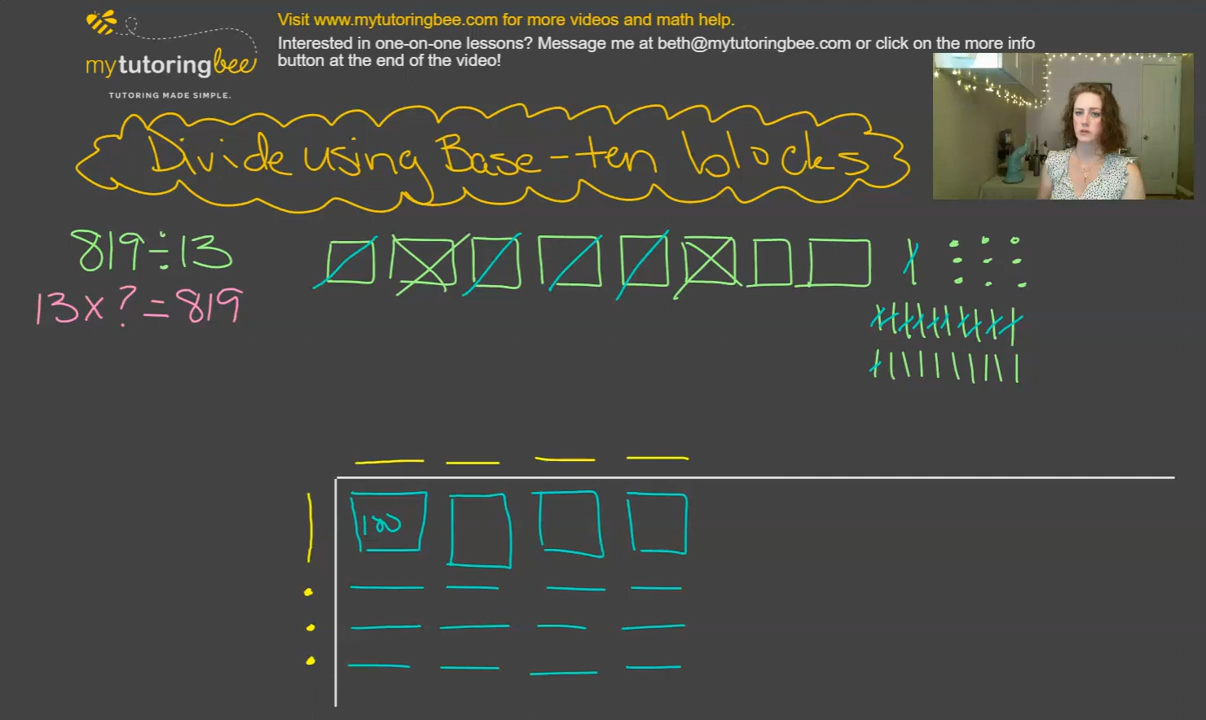 Visit www.mytutoringbee.com for more videos and math help.
Interested in one-on-one lessons? Message me at beth@mytutoringbee.com or click on the more info
button at the end of the video!
mytutoringbee
TUTORING MADE SIMPLE.
Divide using Base-ten blocks
819÷13
13x?=819
100